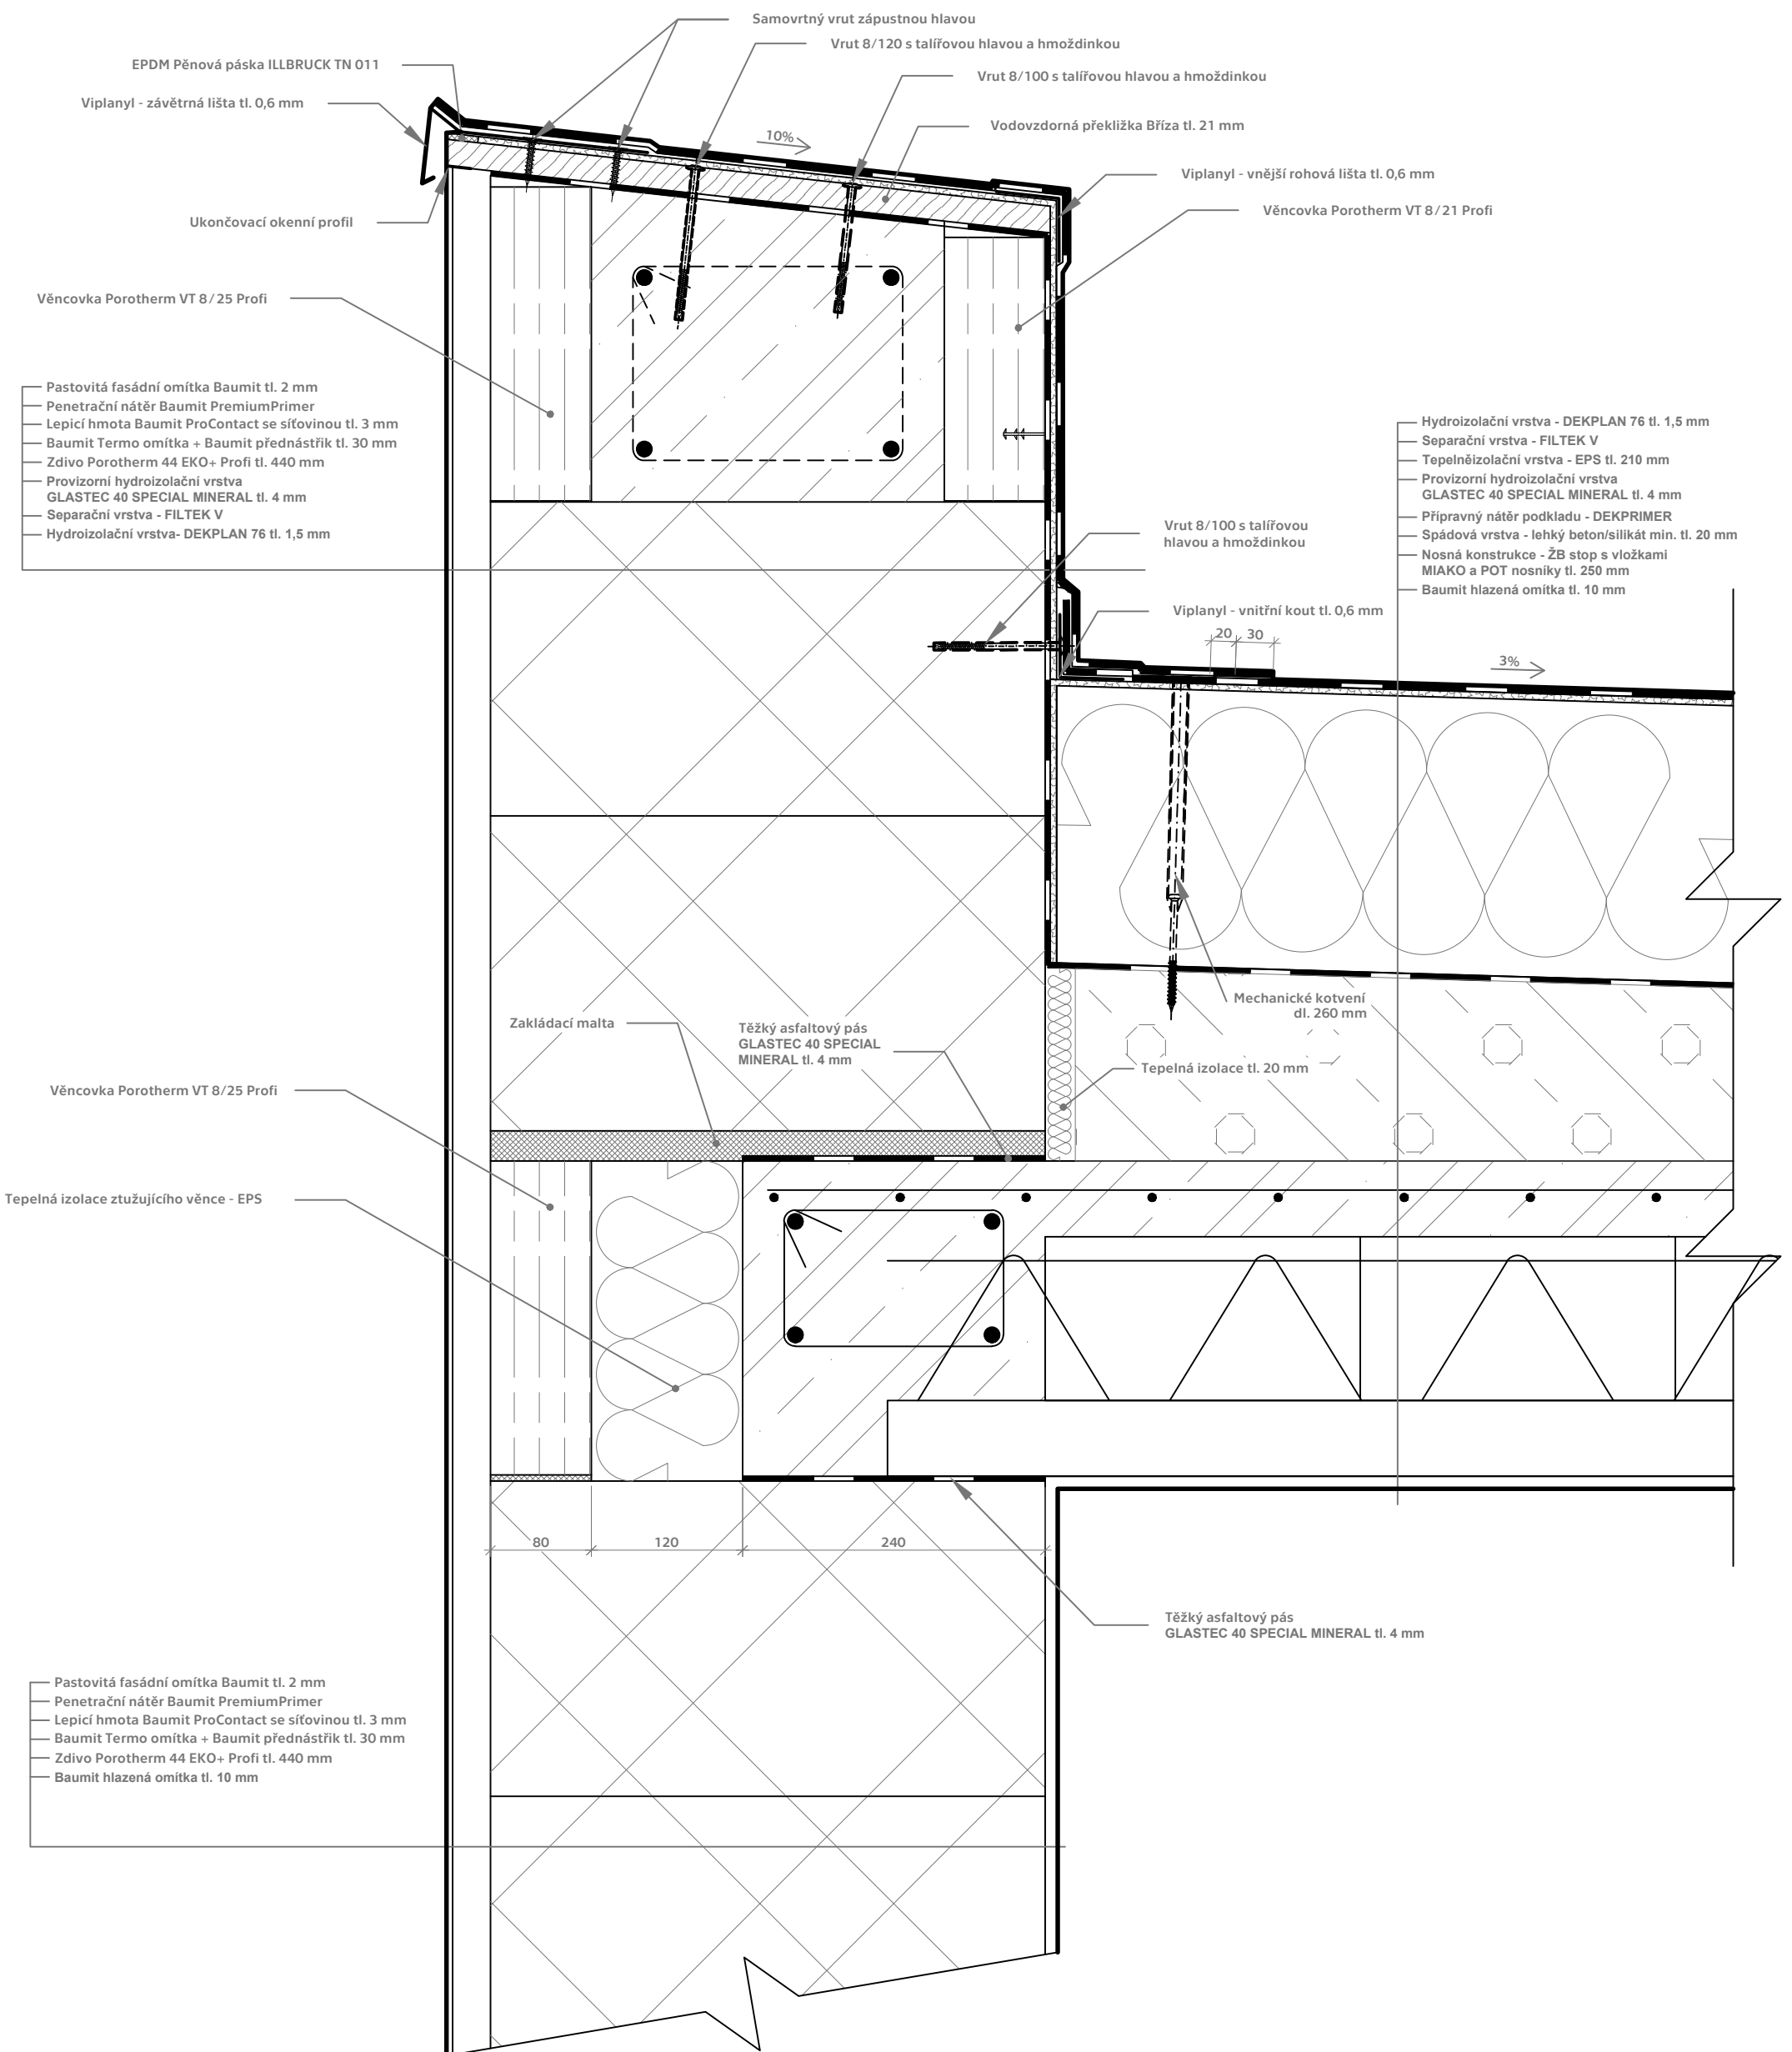 Samovrtný vrut zápustnou hlavou
Vrut 8/120 s talířovou hlavou a hmoždinkou
EPDM Pěnová páska ILLBRUCK TN 011
Vrut 8/100 s talířovou hlavou a hmoždinkou
Viplanyl - závětrná lišta tl. 0,6 mm
Vodovzdorná překližka Bříza tl. 21 mm
10%
Viplanyl - vnější rohová lišta tl. 0,6 mm
Věncovka Porotherm VT 8/21 Profi
Ukončovací okenní profil
Věncovka Porotherm VT 8/25 Profi
Pastovitá fasádní omítka Baumit tl. 2 mm
Penetrační nátěr Baumit PremiumPrimer
Lepicí hmota Baumit ProContact se síťovinou tl. 3 mm
Baumit Termo omítka + Baumit přednástřik tl. 30 mm
Zdivo Porotherm 44 EKO+ Profi tl. 440 mm
Provizorní hydroizolační vrstva
GLASTEC 40 SPECIAL MINERAL tl. 4 mm
Separační vrstva - FILTEK V
Hydroizolační vrstva- DEKPLAN 76 tl. 1,5 mm
Hydroizolační vrstva - DEKPLAN 76 tl. 1,5 mm
Separační vrstva - FILTEK V
Tepelněizolační vrstva - EPS tl. 210 mm
Provizorní hydroizolační vrstva
GLASTEC 40 SPECIAL MINERAL tl. 4 mm
Přípravný nátěr podkladu - DEKPRIMER
Spádová vrstva - lehký beton/silikát min. tl. 20 mm
Nosná konstrukce - ŽB stop s vložkami
MIAKO a POT nosníky tl. 250 mm
Baumit hlazená omítka tl. 10 mm
Vrut 8/100 s talířovou
hlavou a hmoždinkou
Viplanyl - vnitřní kout tl. 0,6 mm
20 30
3%
Mechanické kotvení
dl. 260 mm
Zakládací malta
Těžký asfaltový pás
GLASTEC 40 SPECIAL
MINERAL tl. 4 mm
Tepelná izolace tl. 20 mm
Věncovka Porotherm VT 8/25 Profi
Tepelná izolace ztužujícího věnce - EPS
80 120 240
Těžký asfaltový pás
GLASTEC 40 SPECIAL MINERAL tl. 4 mm
Pastovitá fasádní omítka Baumit tl. 2 mm
Penetrační nátěr Baumit PremiumPrimer
Lepicí hmota Baumit ProContact se síťovinou tl. 3 mm
Baumit Termo omítka + Baumit přednástřik tl. 30 mm
Zdivo Porotherm 44 EKO+ Profi tl. 440 mm
Baumit hlazená omítka tl. 10 mm